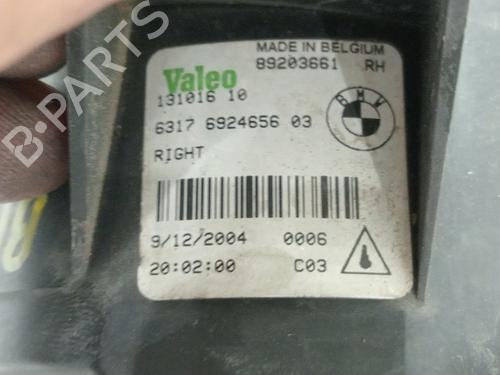 MADE IN BELGIUM
Valeo 89203661 RH
131016 10
BMW
6317 6924656 03
RIGHT
9/12/2004 0006
20:02:00 C03
B-PARTS